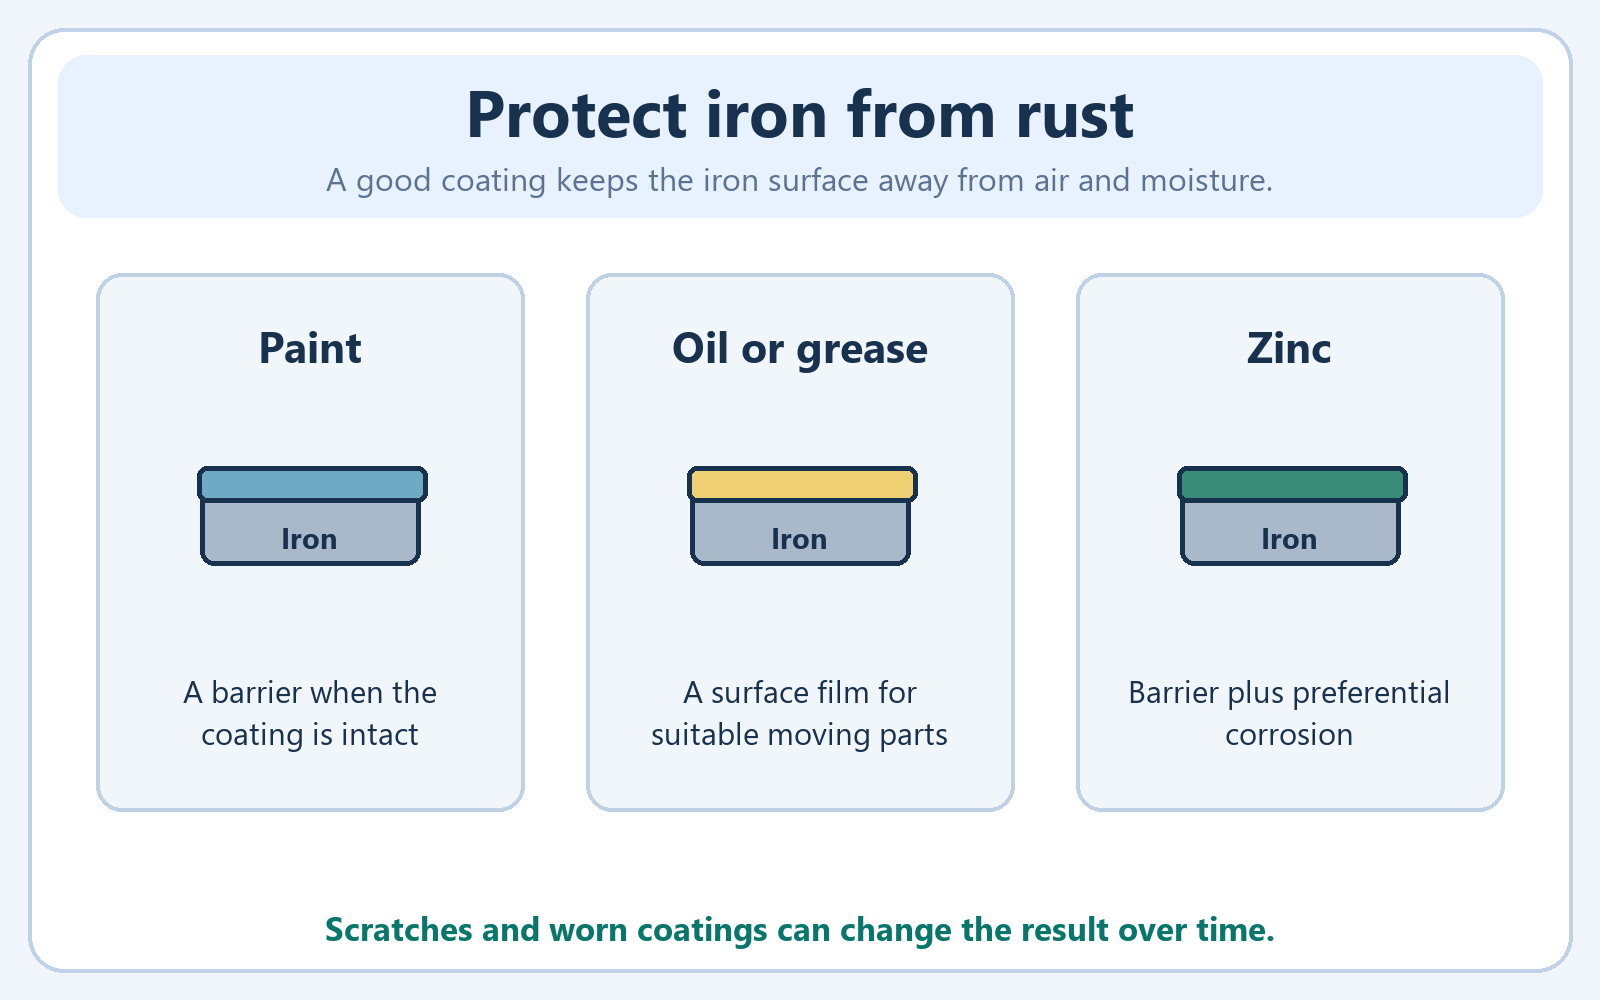 Protect iron from rust
A good coating keeps the iron surface away from air and moisture.
Paint
Iron
A barrier when the
coating is intact
Oil or grease
Iron
A surface film for
suitable moving parts
Zinc
Iron
Barrier plus preferential
corrosion
Scratches and worn coatings can change the result over time.